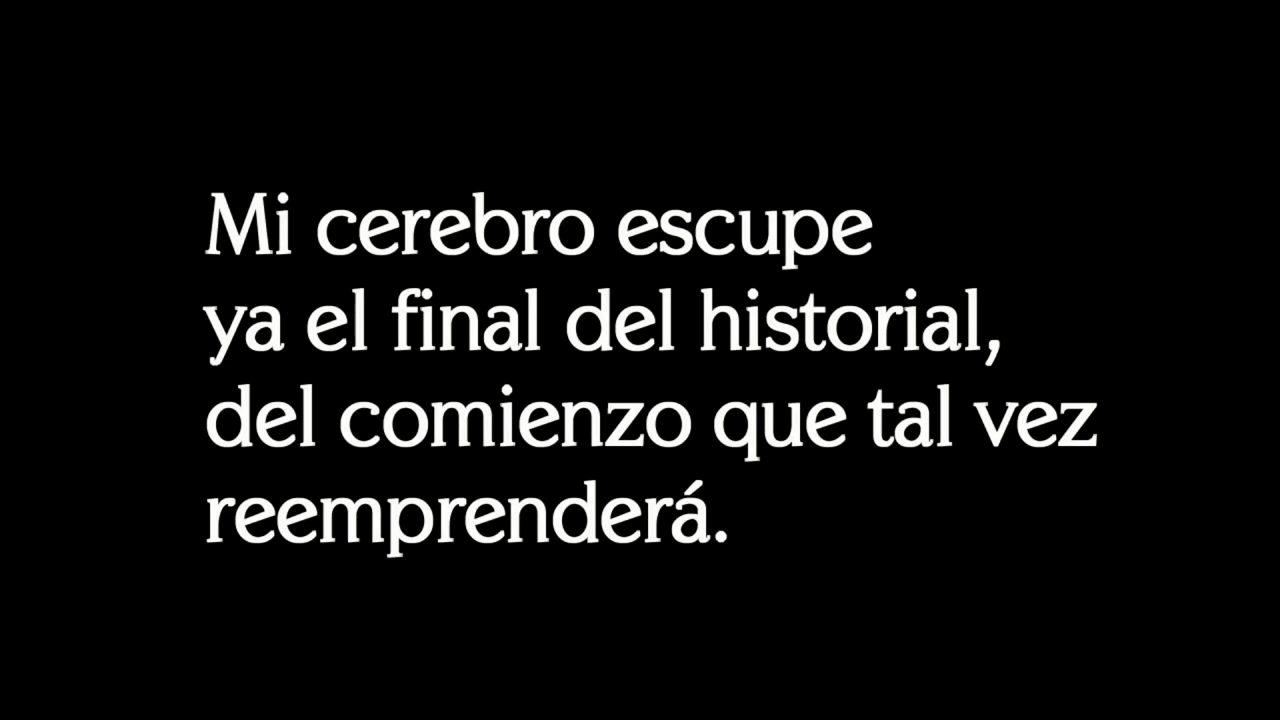 Mi cerebro escupe
ya el final del historial,
del comienzo que tal vez
reemprenderá.